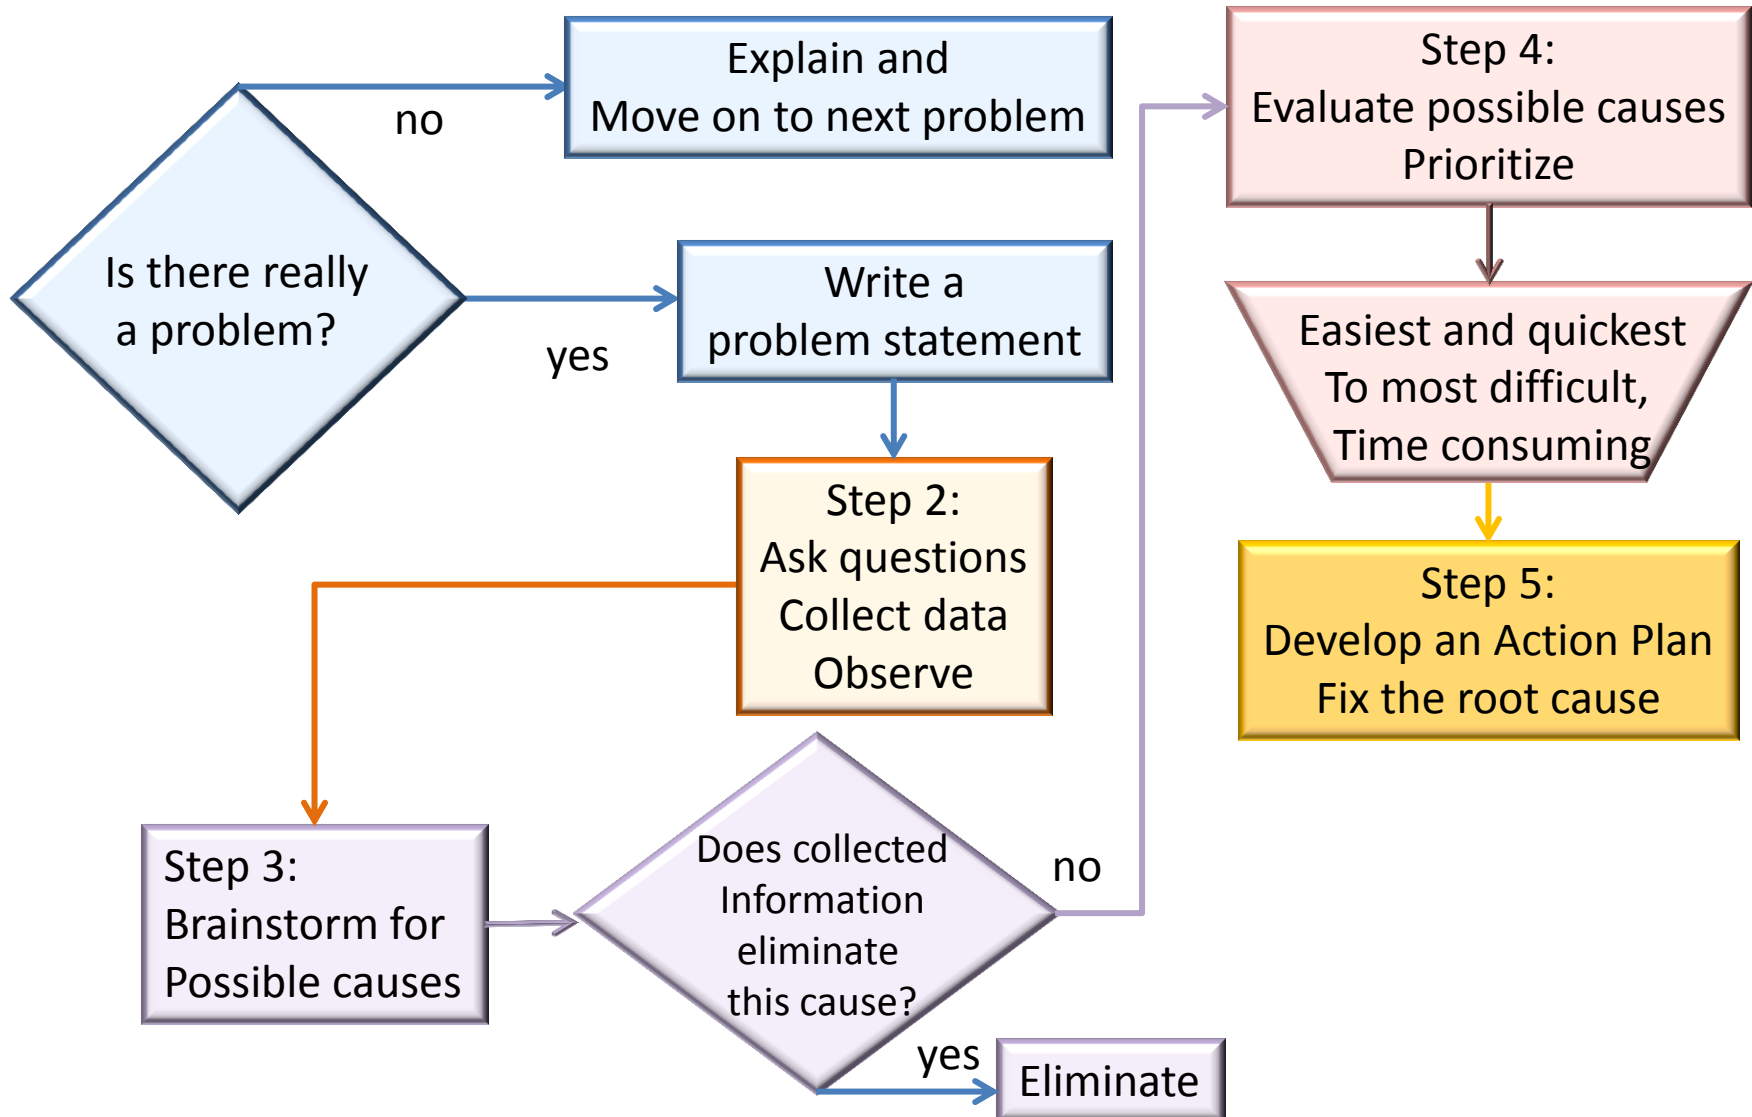 Is there really
a problem?
no
Explain and
Move on to next problem
yes
Write a
problem statement
Step 2:
Ask questions
Collect data
Observe
Step 3:
Brainstorm for
Possible causes
Does collected
Information
eliminate
this cause?
yes
Eliminate
no
Step 4:
Evaluate possible causes
Prioritize
Easiest and quickest
To most difficult,
Time consuming
Step 5:
Develop an Action Plan
Fix the root cause